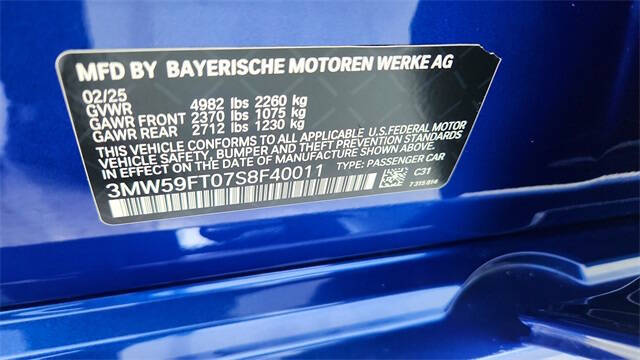 MFD BY BAYERISCHE MOTOREN WERKE AG
02/25
GVWR 4982 lbs 2260 kg
GAWR FRONT 2370 lbs 1075 kg
GAWR REAR 2712 lbs 1230 kg
THIS VEHICLE CONFORMS TO ALL APPLICABLE U.S.FEDERAL MOTOR
VEHICLE SAFETY, BUMPER AND THEFT PREVENTION STANDARDS
IN EFFECT ON THE DATE OF MANUFACTURE SHOWN ABOVE.
3MW59FT07S8F40011 TYPE: PASSENGER CAR
C31
7315814